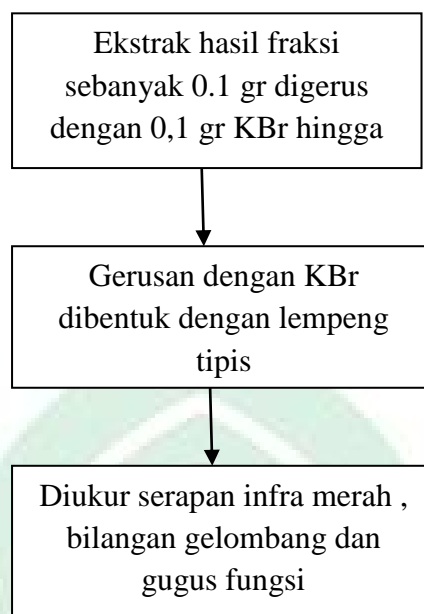 Ekstrak hasil fraksi
sebanyak 0.1 gr digerus
dengan 0,1 gr KBr hingga
Gerusan dengan KBr
dibentuk dengan lempeng
tipis
Diukur serapan infra merah ,
bilangan gelombang dan
gugus fungsi